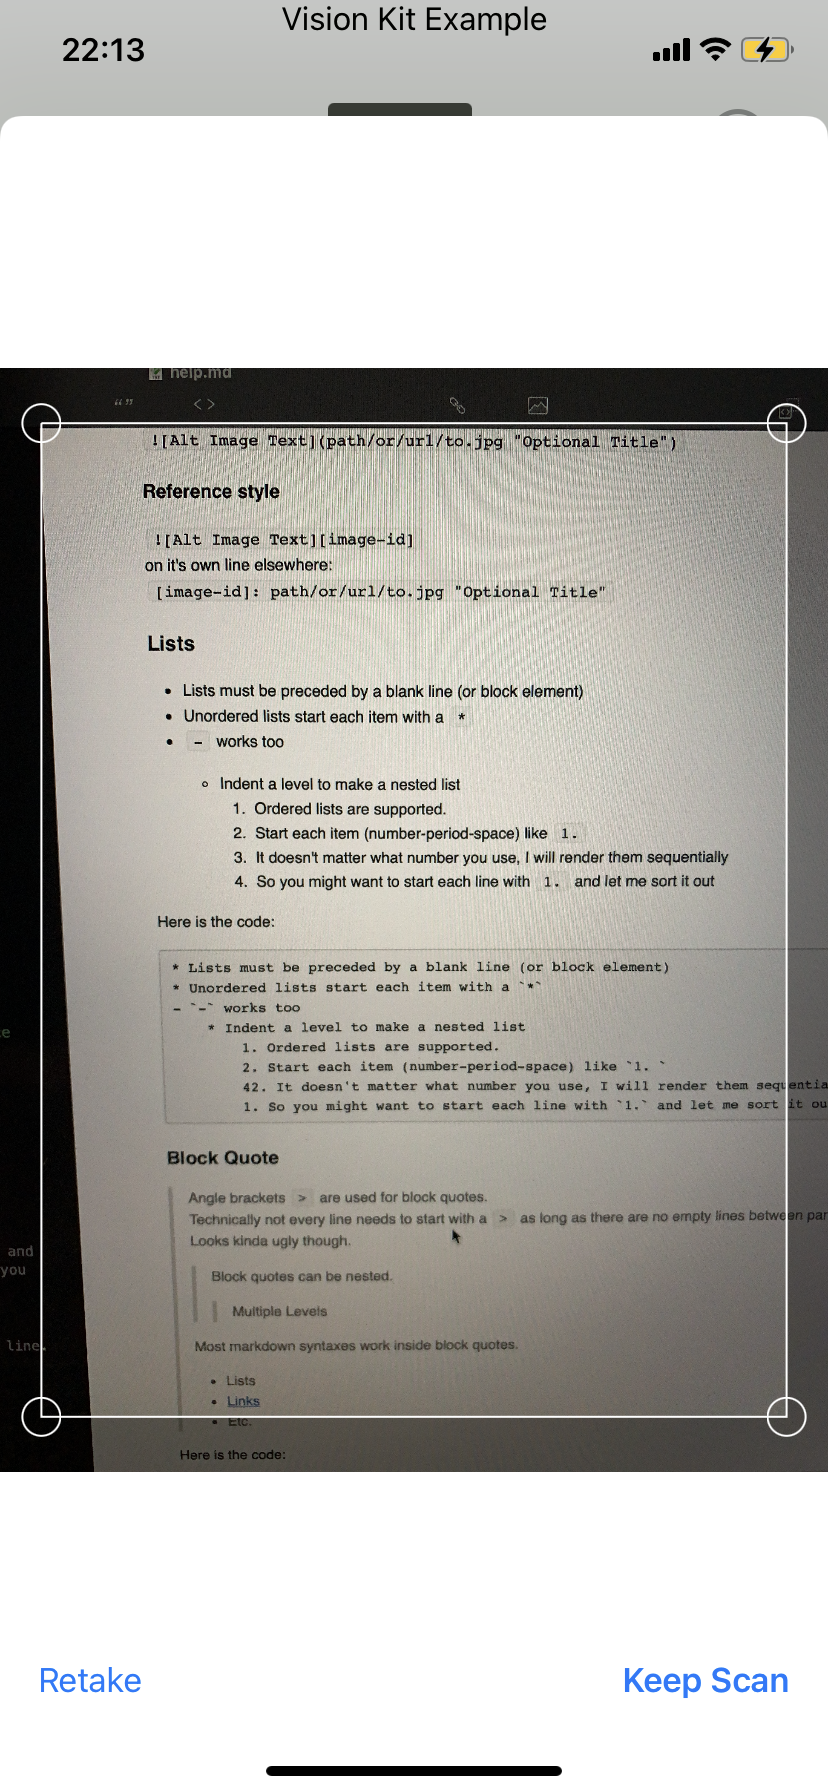 Vision Kit Example
22:13
help.md
“ ” < >
![Alt Image Text](path/or/url/to.jpg "Optional Title")
Reference style
![Alt Image Text][image-id]
on it's own line elsewhere:
[image-id]: path/or/url/to.jpg "Optional Title"
Lists
• Lists must be preceded by a blank line (or block element)
• Unordered lists start each item with a *
• - works too
◦ Indent a level to make a nested list
1. Ordered lists are supported.
2. Start each item (number-period-space) like 1.
3. It doesn't matter what number you use, I will render them sequentially
4. So you might want to start each line with 1. and let me sort it out
Here is the code:
* Lists must be preceded by a blank line (or block element)
* Unordered lists start each item with a `*`
- `-` works too
* Indent a level to make a nested list
1. Ordered lists are supported.
2. Start each item (number-period-space) like `1. `
42. It doesn't matter what number you use, I will render them sequentia
1. So you might want to start each line with `1.` and let me sort it ou
Block Quote
Angle brackets > are used for block quotes.
Technically not every line needs to start with a > as long as there are no empty lines between par
Looks kinda ugly though.
and
you
Block quotes can be nested.
Multiple Levels
line.
Most markdown syntaxes work inside block quotes.
• Lists
• Links
• Etc.
Here is the code:
Retake
Keep Scan